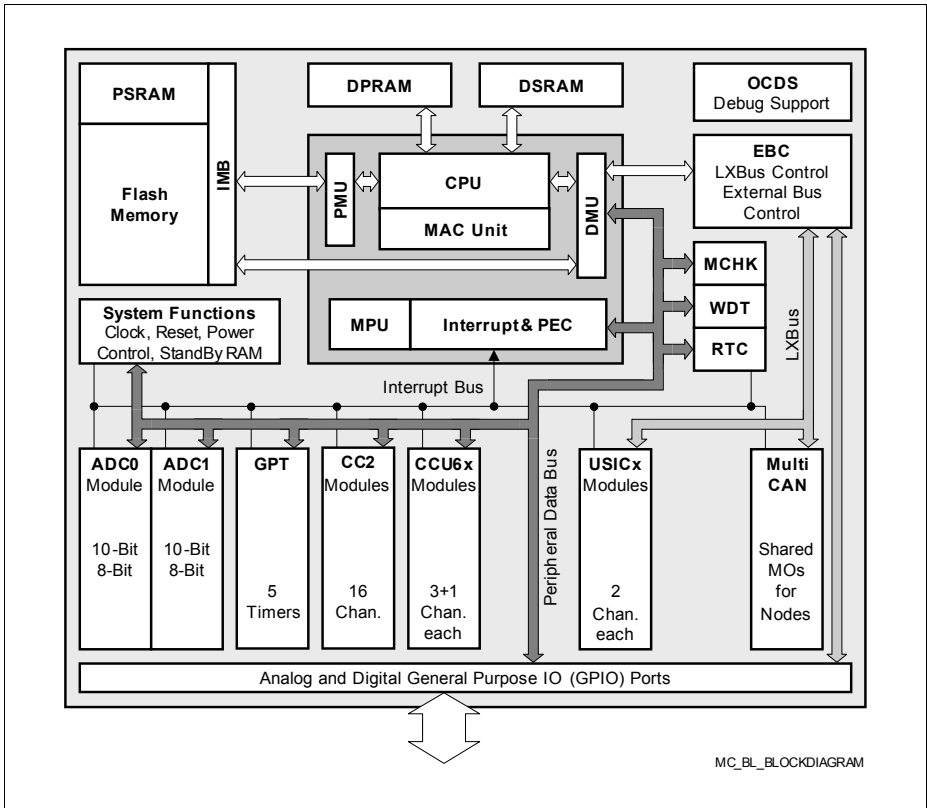 PSRAM
Flash
Memory
IMB
DPRAM
DSRAM
OCDS
Debug Support
PMU
CPU
MAC Unit
DMU
EBC
LXBus Control
External Bus
Control
MCHK
WDT
RTC
LXBus
System Functions
Clock, Reset, Power
Control, StandBy RAM
MPU
Interrupt & PEC
Interrupt Bus
ADC0
Module
10-Bit
8-Bit
ADC1
Module
10-Bit
8-Bit
GPT
5
Timers
CC2
Modules
16
Chan.
CCU6x
Modules
3+1
Chan.
each
Peripheral Data Bus
USICx
Modules
2
Chan.
each
Multi
CAN
Shared
MOs
for
Nodes
Analog and Digital General Purpose IO (GPIO) Ports
MC_BL_BLOCKDIAGRAM